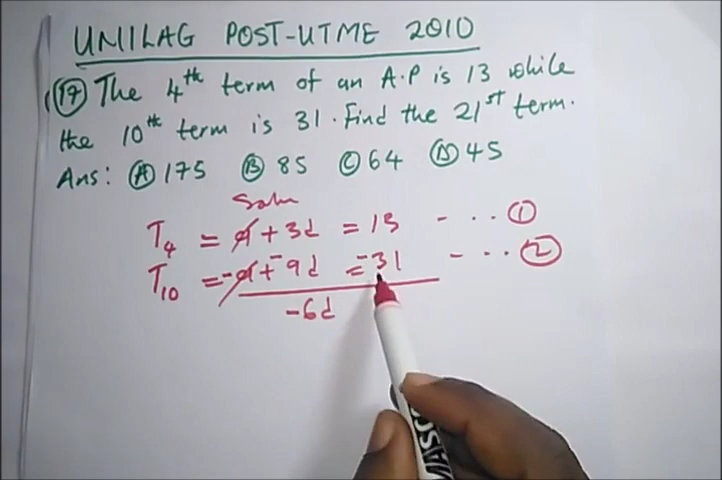 UNILAG POST-UTME 2010
(17) The 4th term of an A.P is 13 while
the 10th term is 31. Find the 21st term.
Ans: (A) 175 (B) 85 (C) 64 (D) 45
Soln
T4 = a + 3d = 13 - - - (1)
T10 = -a + -9d = -31 - - - (2)
-6d